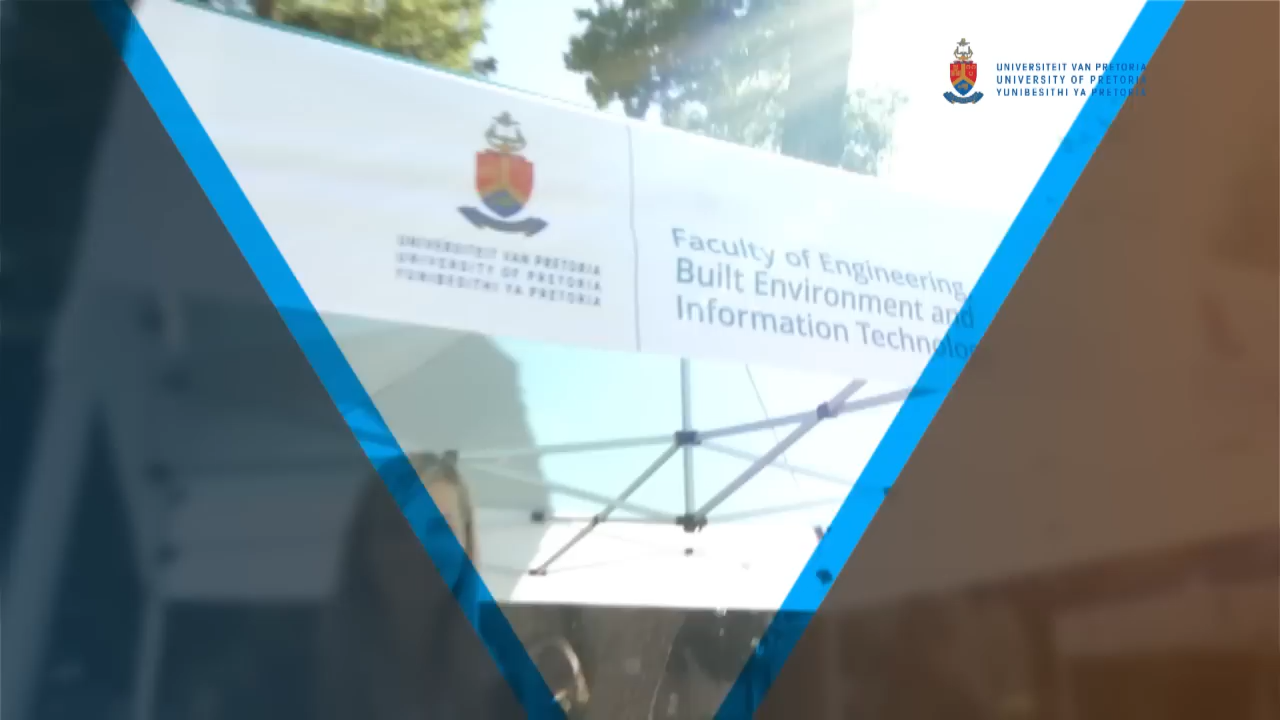 UNIVERSITEIT VAN PRETORIA
UNIVERSITY OF PRETORIA
YUNIBESITHI YA PRETORIA
UNIVERSITEIT VAN PRETORIA
UNIVERSITY OF PRETORIA
YUNIBESITHI YA PRETORIA
Faculty of Engineering,
Built Environment and
Information Technolo